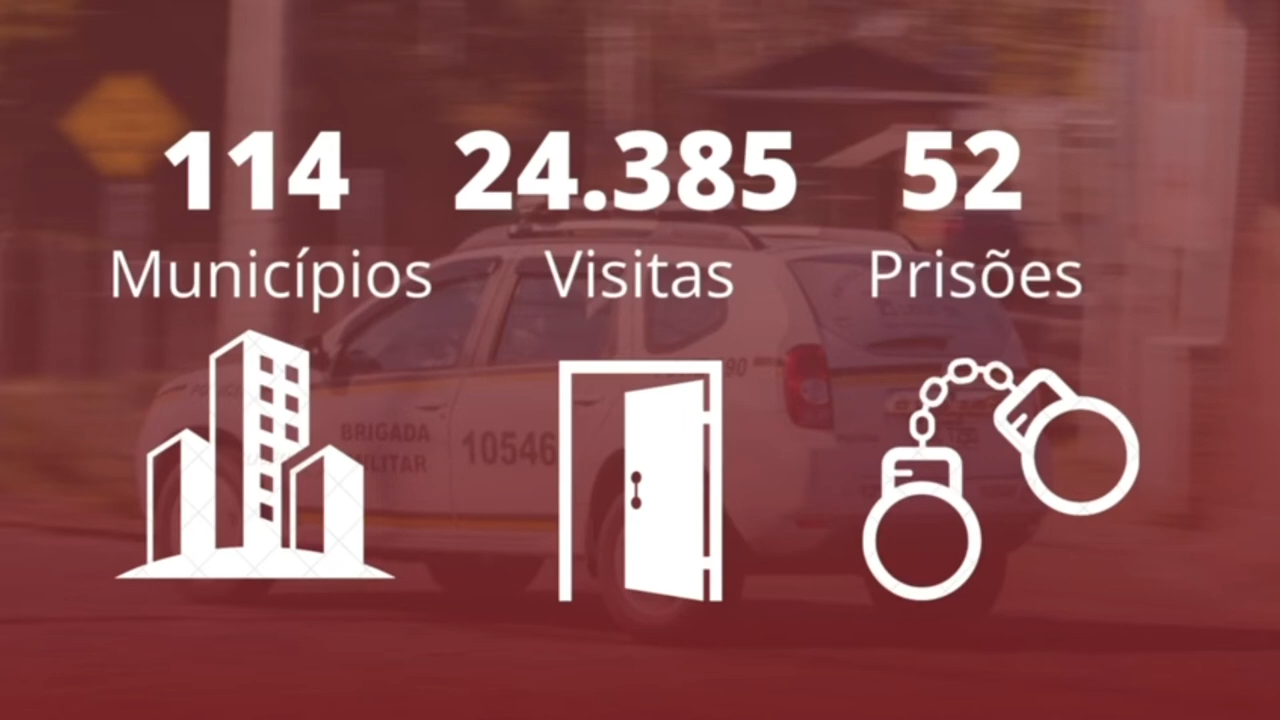 114 24.385 52
Municípios Visitas Prisões
BRIGADA
MILITAR
10546